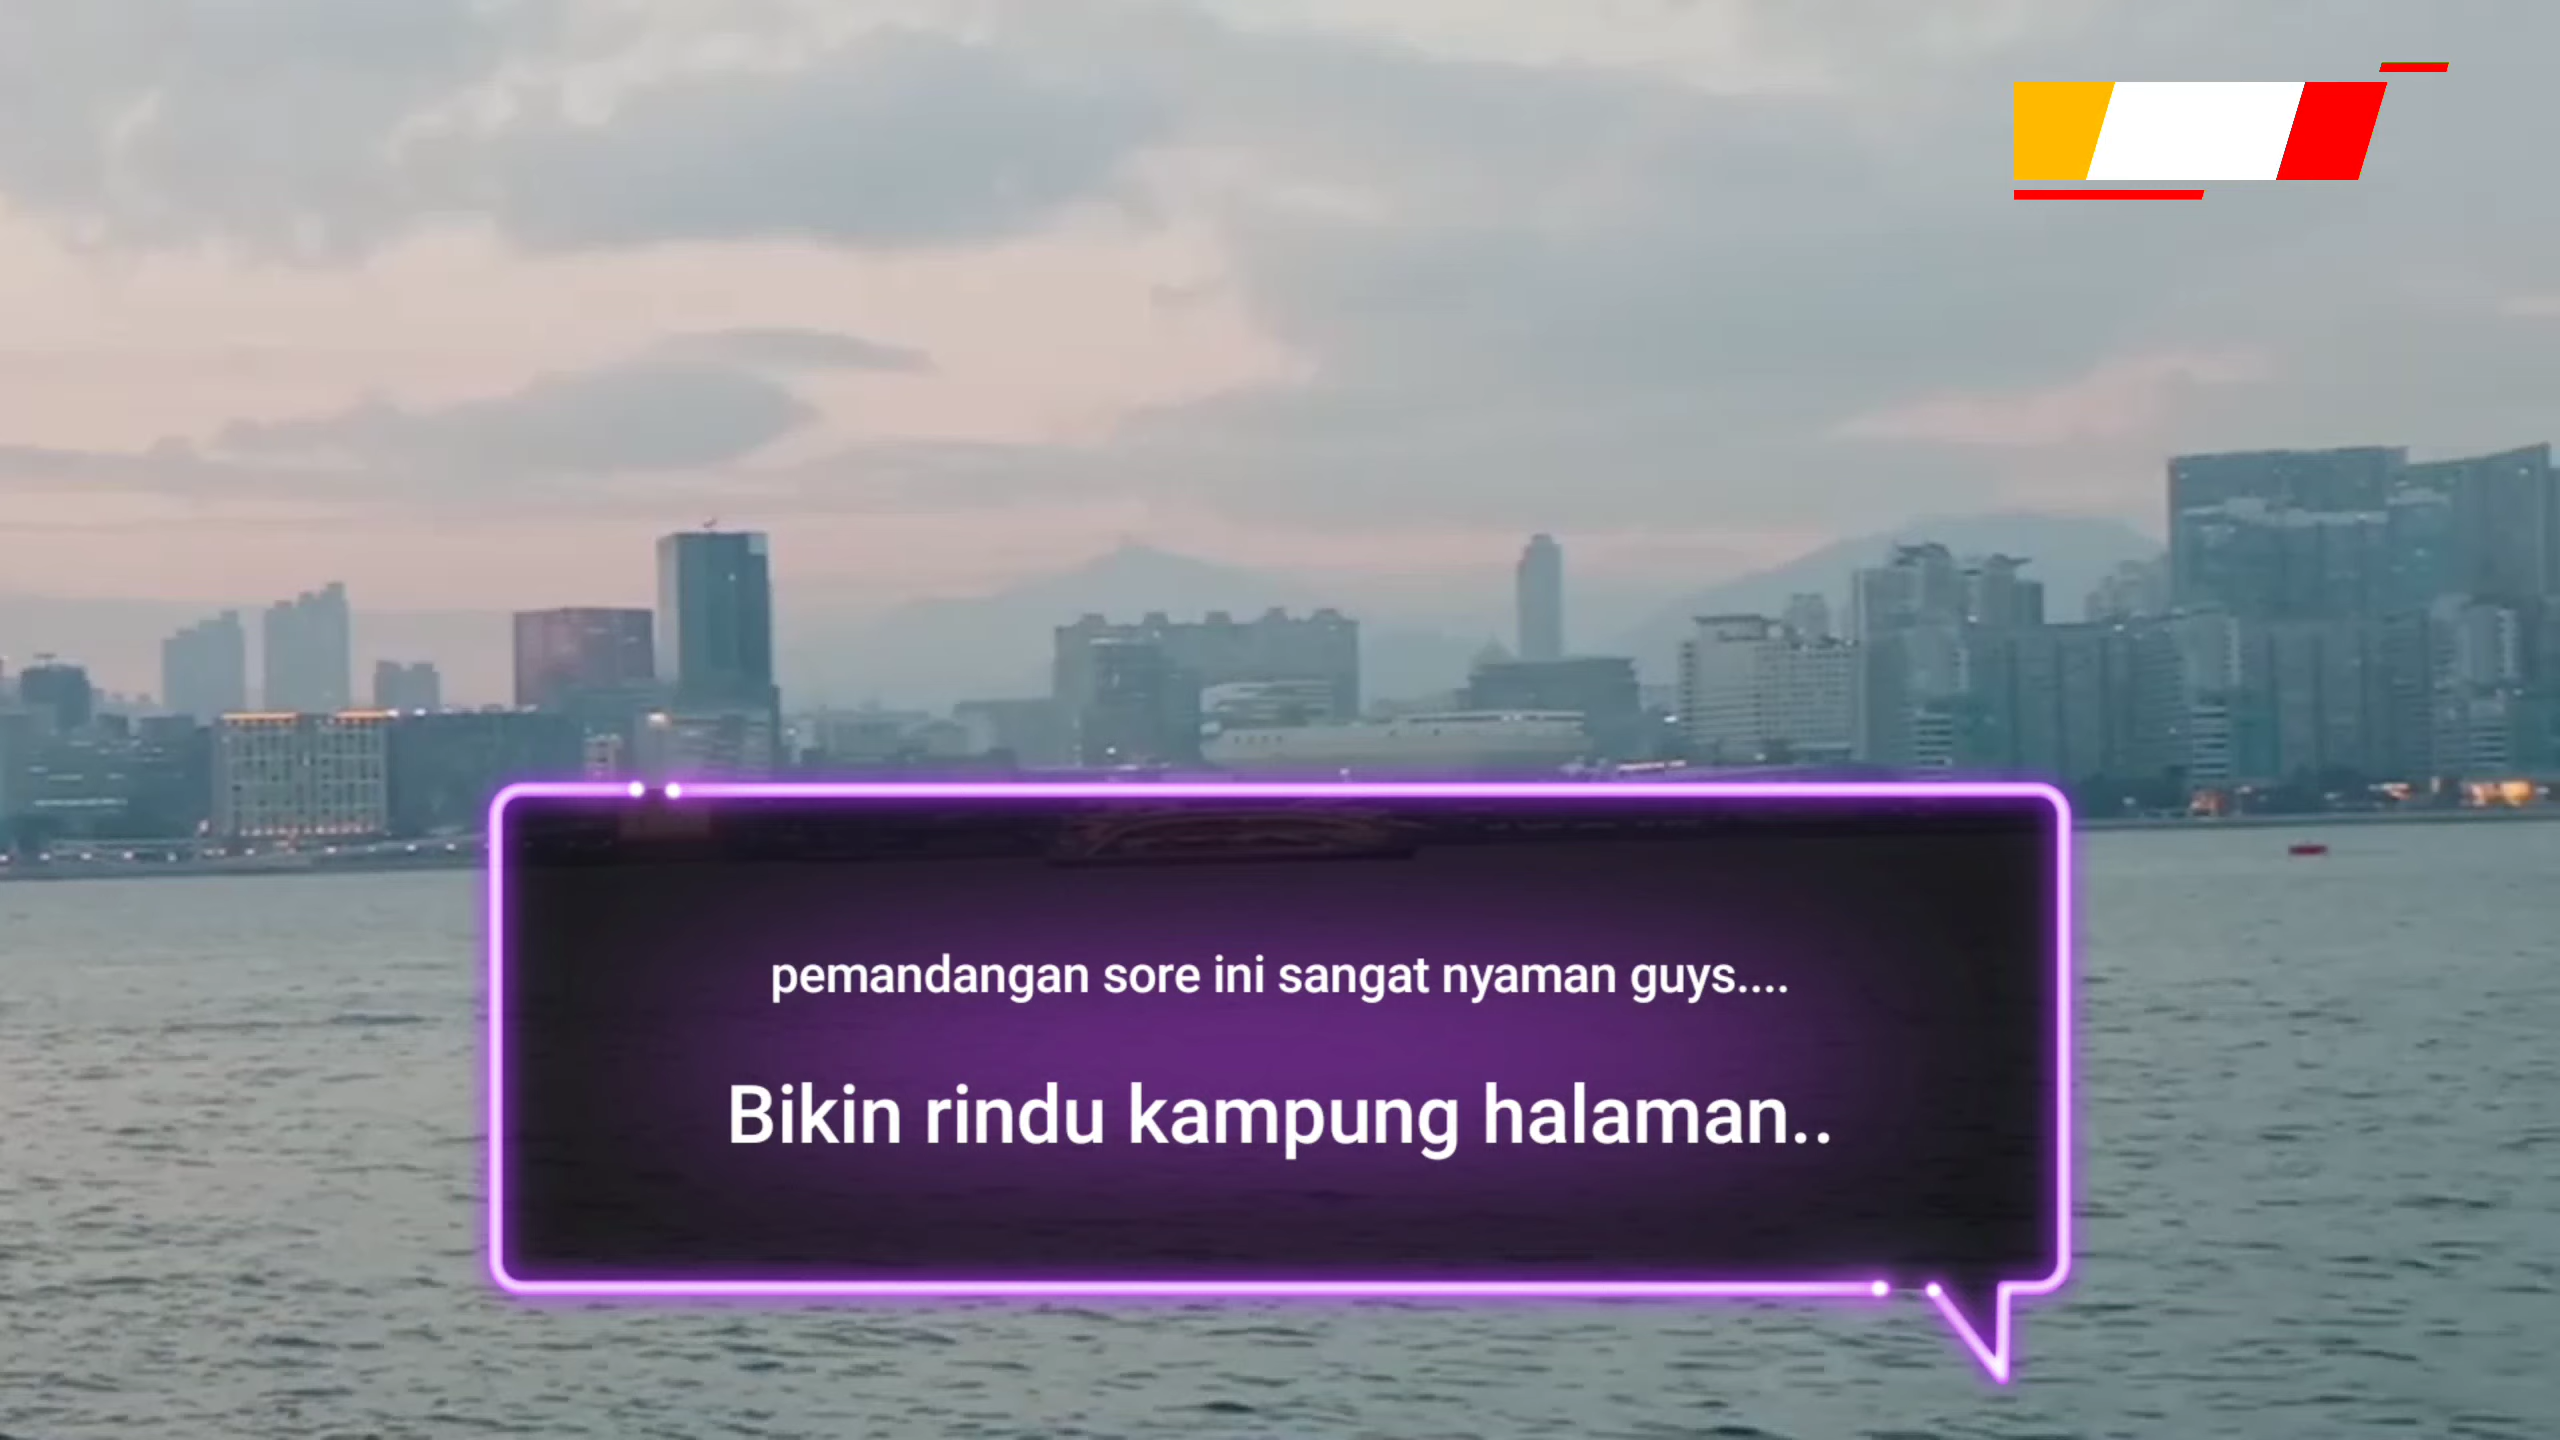 pemandangan sore ini sangat nyaman guys....
Bikin rindu kampung halaman..